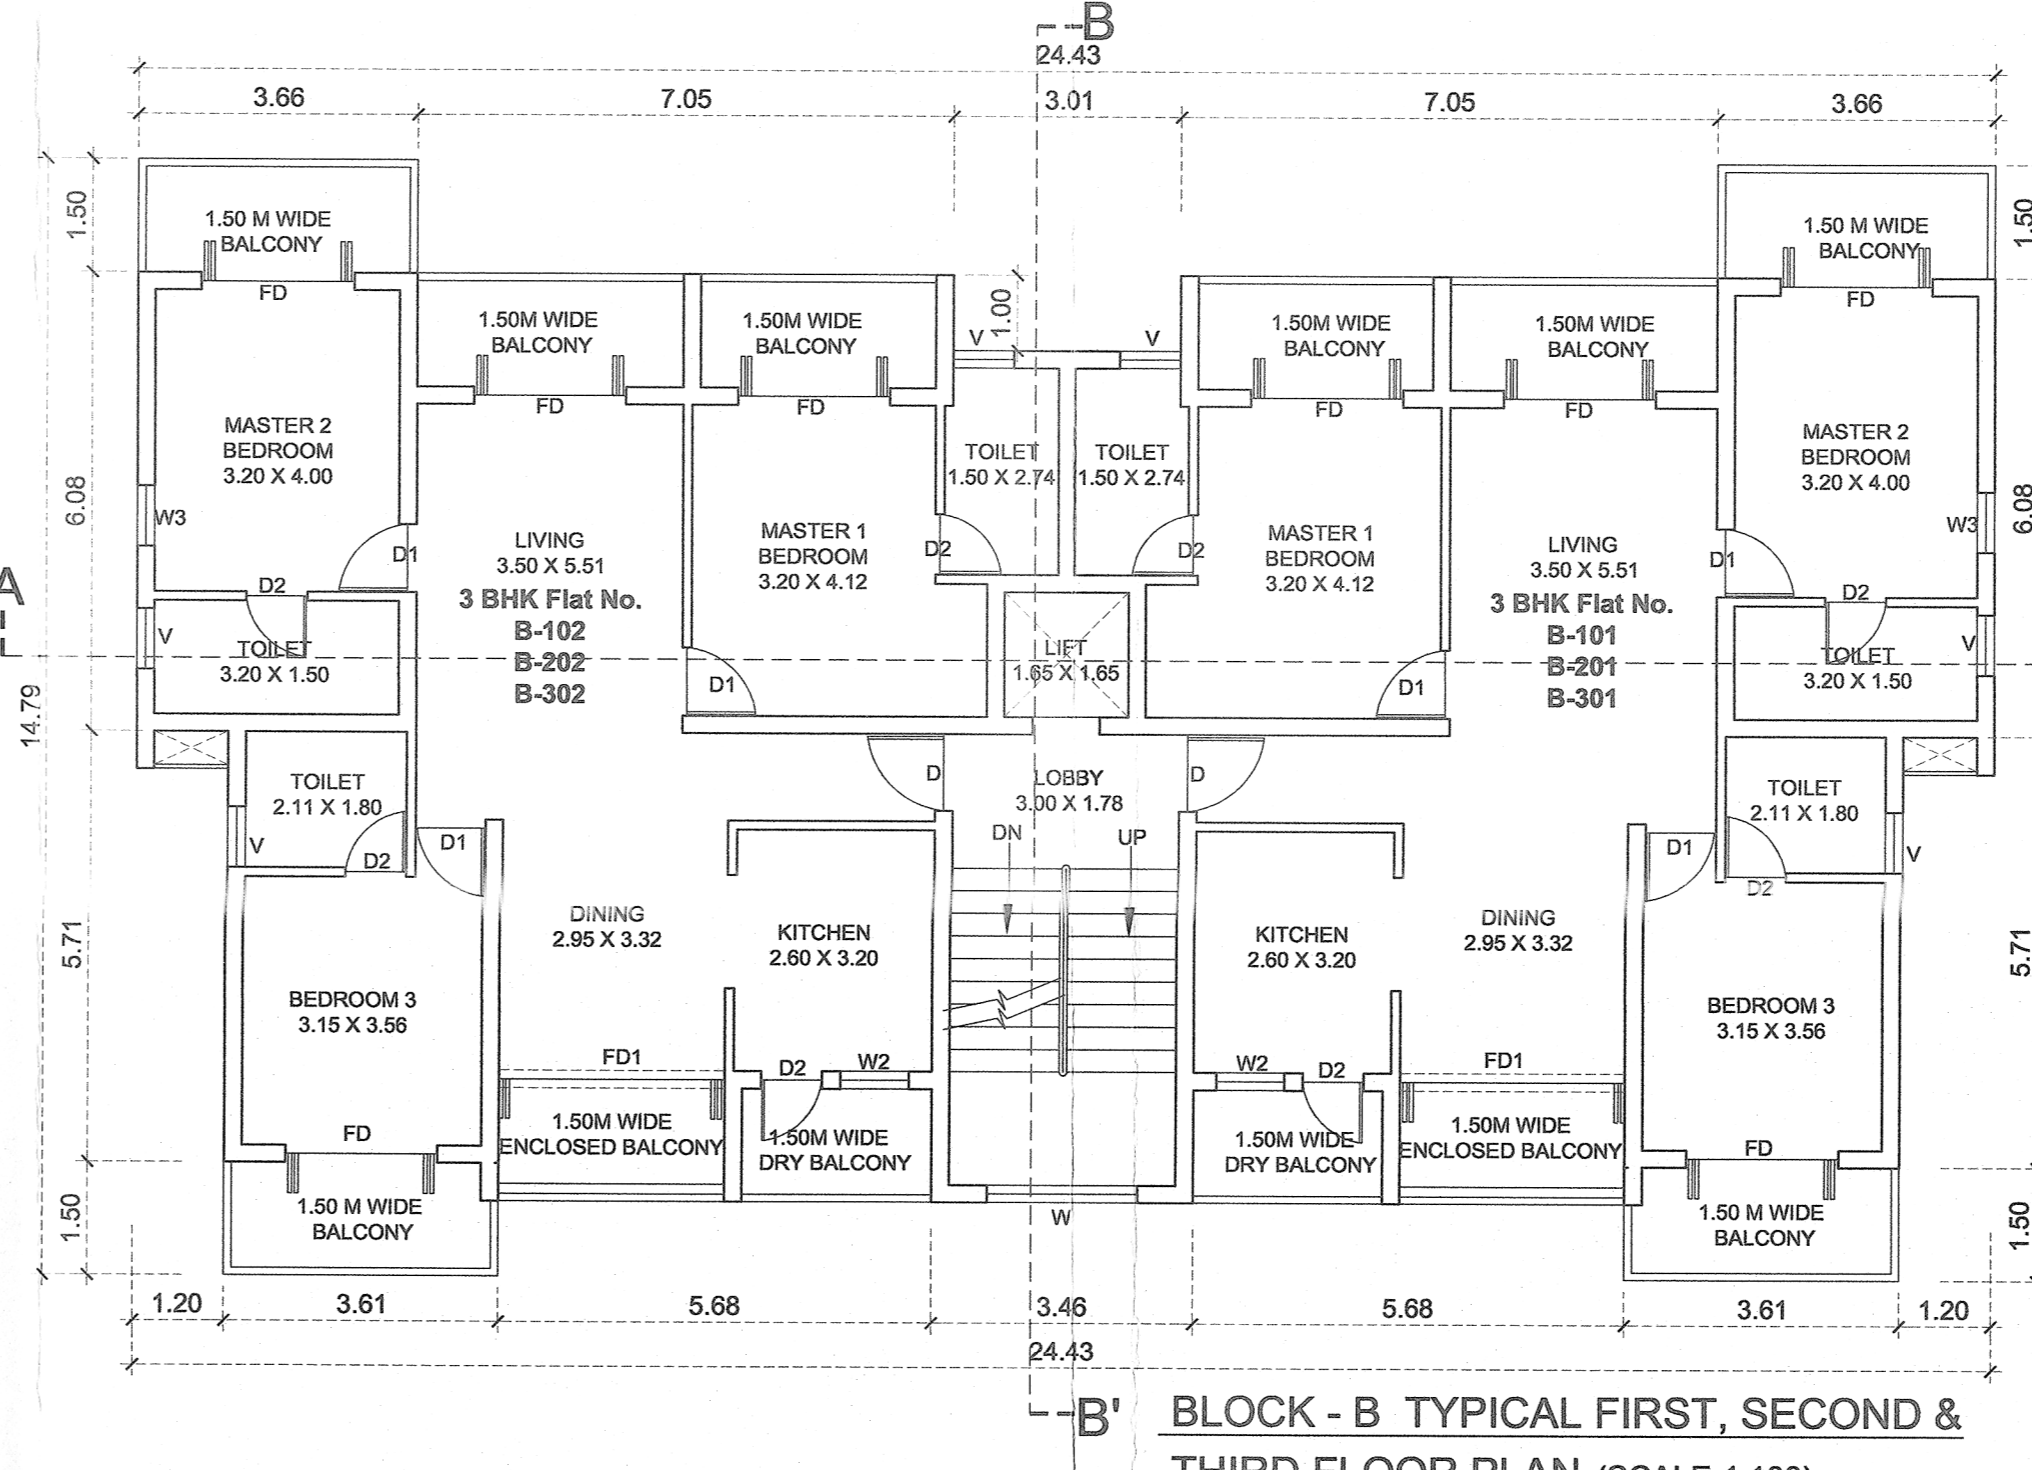 B
24.43
3.66
7.05
3.01
7.05
3.66
1.50
1.50 M WIDE
BALCONY
FD
1.50M WIDE
BALCONY
FD
1.50M WIDE
BALCONY
FD
1.00
V
V
1.50M WIDE
BALCONY
FD
1.50M WIDE
BALCONY
FD
1.50 M WIDE
BALCONY
FD
1.50
6.08
MASTER 2
BEDROOM
3.20 X 4.00
W3
D1
D2
LIVING
3.50 X 5.51
3 BHK Flat No.
B-102
B-202
B-302
MASTER 1
BEDROOM
3.20 X 4.12
D1
TOILET
1.50 X 2.74
D2
TOILET
1.50 X 2.74
D2
MASTER 1
BEDROOM
3.20 X 4.12
D1
LIVING
3.50 X 5.51
3 BHK Flat No.
B-101
B-201
B-301
MASTER 2
BEDROOM
3.20 X 4.00
W3
D1
D2
6.08
A
14.79
V
TOILET
3.20 X 1.50
LIFT
1.65 X 1.65
V
TOILET
3.20 X 1.50
TOILET
2.11 X 1.80
V
D2
D1
D
LOBBY
3.00 X 1.78
D
DN
UP
TOILET
2.11 X 1.80
V
D1
D2
5.71
BEDROOM 3
3.15 X 3.56
FD
DINING
2.95 X 3.32
FD1
KITCHEN
2.60 X 3.20
D2
W2
KITCHEN
2.60 X 3.20
W2
D2
DINING
2.95 X 3.32
FD1
BEDROOM 3
3.15 X 3.56
FD
5.71
1.50M WIDE
ENCLOSED BALCONY
1.50M WIDE
DRY BALCONY
1.50M WIDE
DRY BALCONY
1.50M WIDE
ENCLOSED BALCONY
1.50
1.50 M WIDE
BALCONY
W
1.50 M WIDE
BALCONY
1.50
1.20
3.61
5.68
3.46
5.68
3.61
1.20
24.43
B'
BLOCK - B TYPICAL FIRST, SECOND &
THIRD FLOOR PLAN (SCALE 1:100)